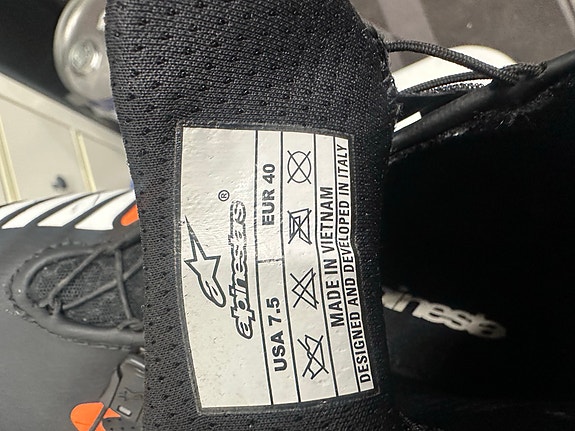 alpinestars®
USA 7.5 EUR 40
MADE IN VIETNAM
DESIGNED AND DEVELOPED IN ITALY